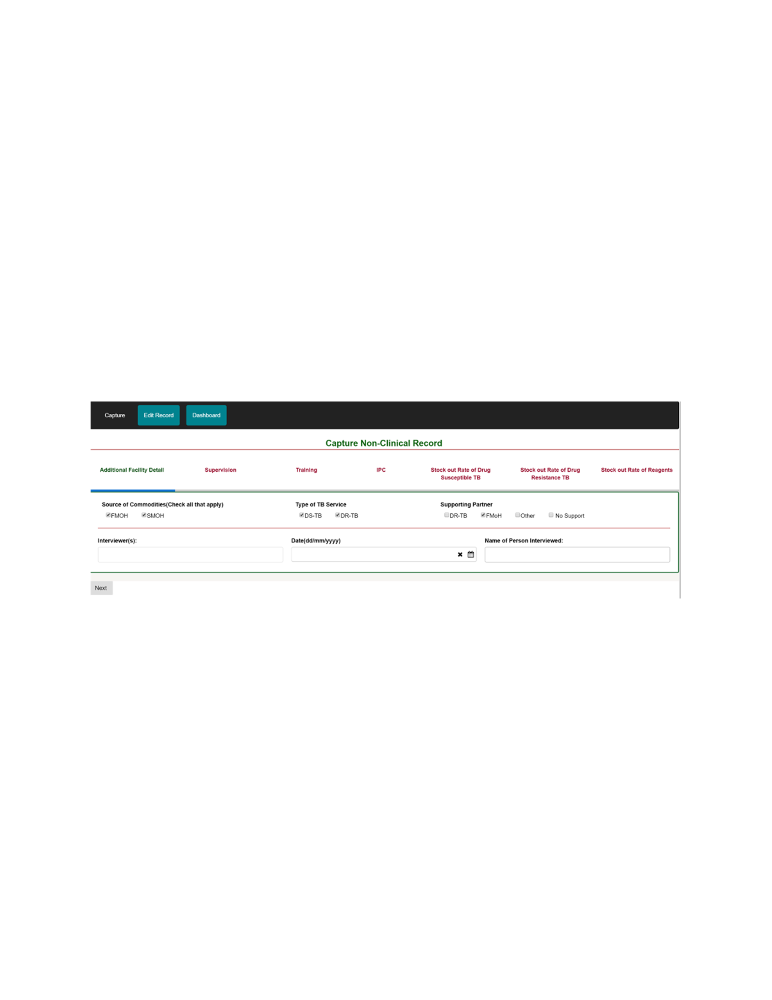 Capture Edit Record Dashboard
Capture Non-Clinical Record
Additional Facility Detail Supervision Training IPC Stock out Rate of Drug Susceptible TB Stock out Rate of Drug Resistance TB Stock out Rate of Reagents
Source of Commodities(Check all that apply) Type of TB Service Supporting Partner
FMOH SMOH DS-TB DR-TB DR-TB FMoH Other No Support
Interviewer(s): Date(dd/mm/yyyy) Name of Person Interviewed:
Next